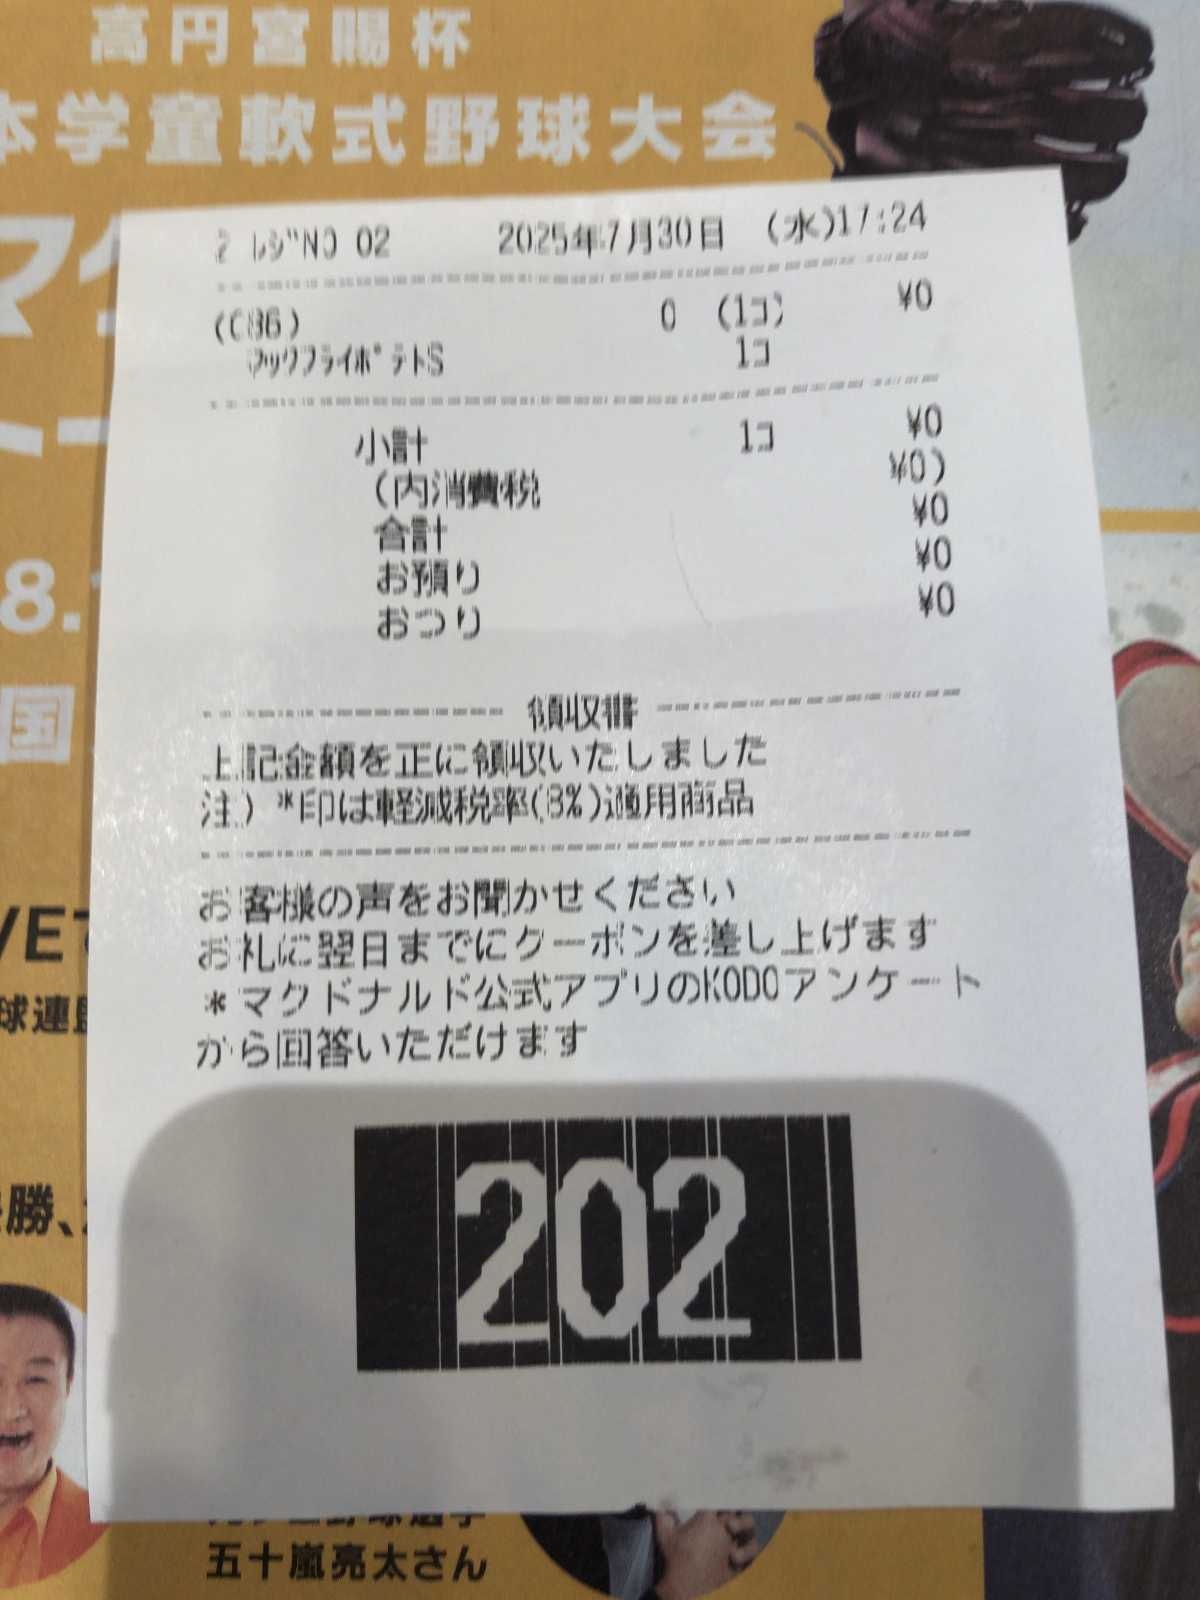 高円宮賜杯
本学童軟式野球大会
マク
8.
国
2 ﾚｼﾞNO 02 2025年7月30日 (水)17:24
(C86) 0 (1コ) ¥0
ﾏｯｸﾌﾗｲﾎﾟﾃﾄS 1コ
小計 1コ ¥0
(内消費税 ¥0)
合計 ¥0
お預り ¥0
おつり ¥0
領収書
上記金額を正に領収いたしました
注) *印は軽減税率(8%)適用商品
お客様の声をお聞かせください
お札に翌日までにクーポンを差し上げます
*マクドナルド公式アプリのKODOアンケート
から回答いただけます
202
球連盟
勝、
五十嵐亮太さん